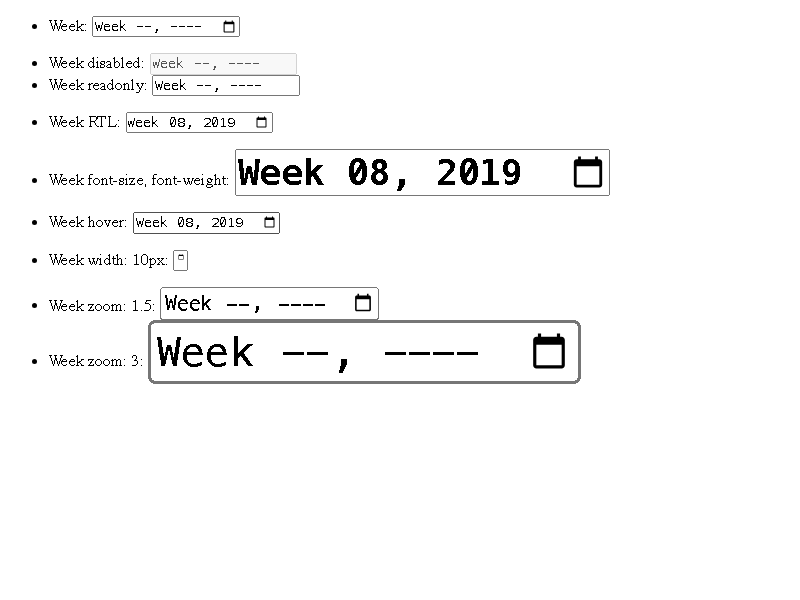 Week: Week --, ----
Week disabled: Week --, ----
Week readonly: Week --, ----
Week RTL: Week 08, 2019
Week font-size, font-weight: Week 08, 2019
Week hover: Week 08, 2019
Week width: 10px:
Week zoom: 1.5: Week --, ----
Week zoom: 3: Week --, ----